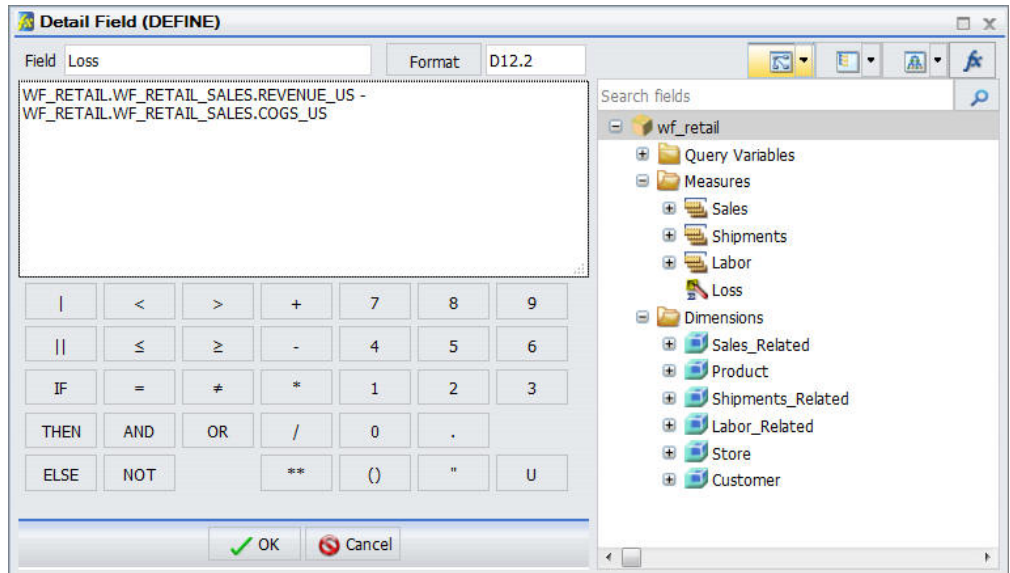 Detail Field (DEFINE)
Field Loss Format D12.2
WF_RETAIL.WF_RETAIL_SALES.REVENUE_US -
WF_RETAIL.WF_RETAIL_SALES.COGS_US
| < > + 7 8 9
|| ≤ ≥ - 4 5 6
IF = ≠ * 1 2 3
THEN AND OR / 0 .
ELSE NOT ** () " U
OK Cancel
fx
Search fields
wf_retail
Query Variables
Measures
Sales
Shipments
Labor
Loss
Dimensions
Sales_Related
Product
Shipments_Related
Labor_Related
Store
Customer